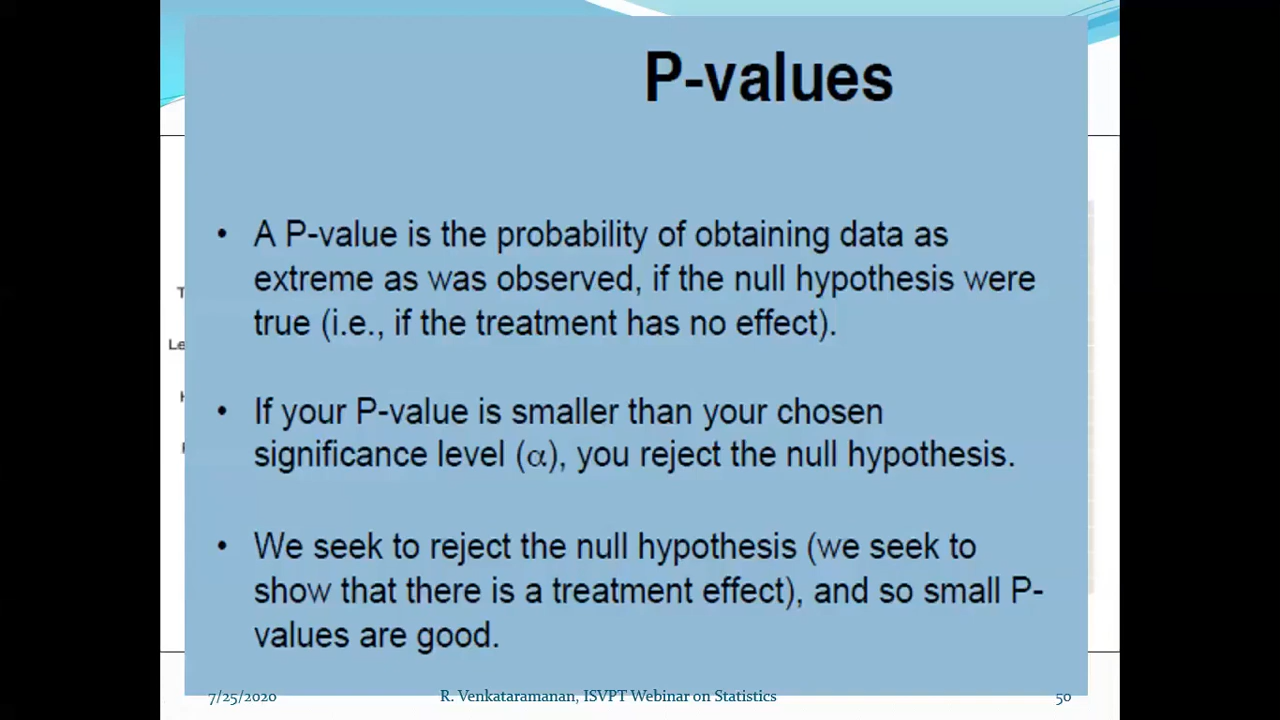 P-values
• A P-value is the probability of obtaining data as
extreme as was observed, if the null hypothesis were
true (i.e., if the treatment has no effect).
• If your P-value is smaller than your chosen
significance level (α), you reject the null hypothesis.
• We seek to reject the null hypothesis (we seek to
show that there is a treatment effect), and so small P-
values are good.
7/25/2020 R. Venkataramanan, ISVPT Webinar on Statistics 50